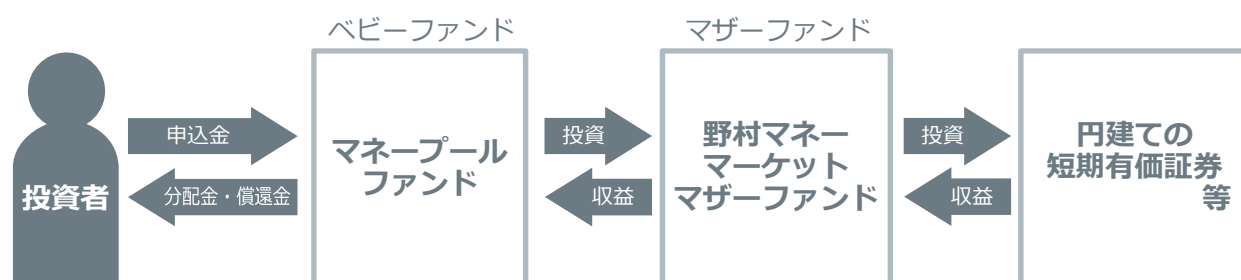 ベビーファンド
マザーファンド
投資者
申込金
分配金・償還金
マネープール
ファンド
投資
収益
野村マネー
マーケット
マザーファンド
投資
収益
円建ての
短期有価証券
等